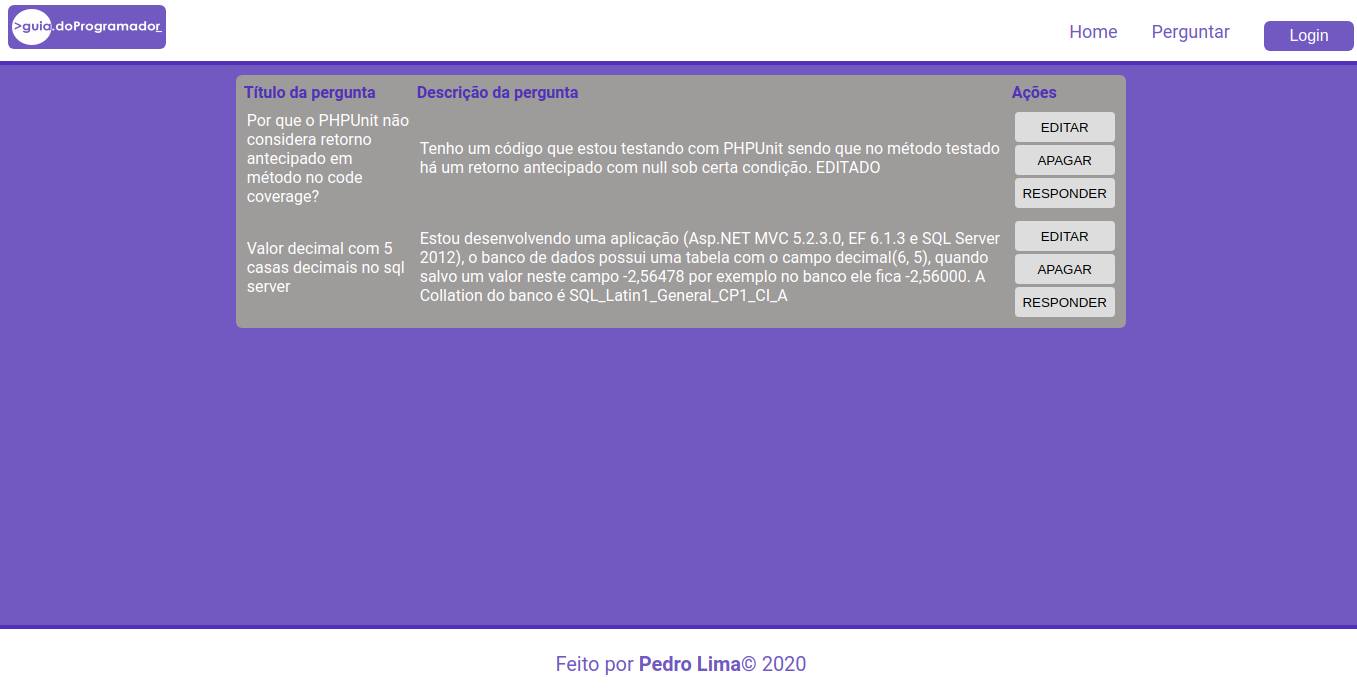 >guia.doProgramador_
Home Perguntar Login
Título da pergunta Descrição da pergunta Ações
Por que o PHPUnit não
considera retorno
antecipado em
método no code
coverage?
Tenho um código que estou testando com PHPUnit sendo que no método testado
há um retorno antecipado com null sob certa condição. EDITADO
EDITAR
APAGAR
RESPONDER
Valor decimal com 5
casas decimais no sql
server
Estou desenvolvendo uma aplicação (Asp.NET MVC 5.2.3.0, EF 6.1.3 e SQL Server
2012), o banco de dados possui uma tabela com o campo decimal(6, 5), quando
salvo um valor neste campo -2,56478 por exemplo no banco ele fica -2,56000. A
Collation do banco é SQL_Latin1_General_CP1_CI_A
EDITAR
APAGAR
RESPONDER
Feito por Pedro Lima© 2020